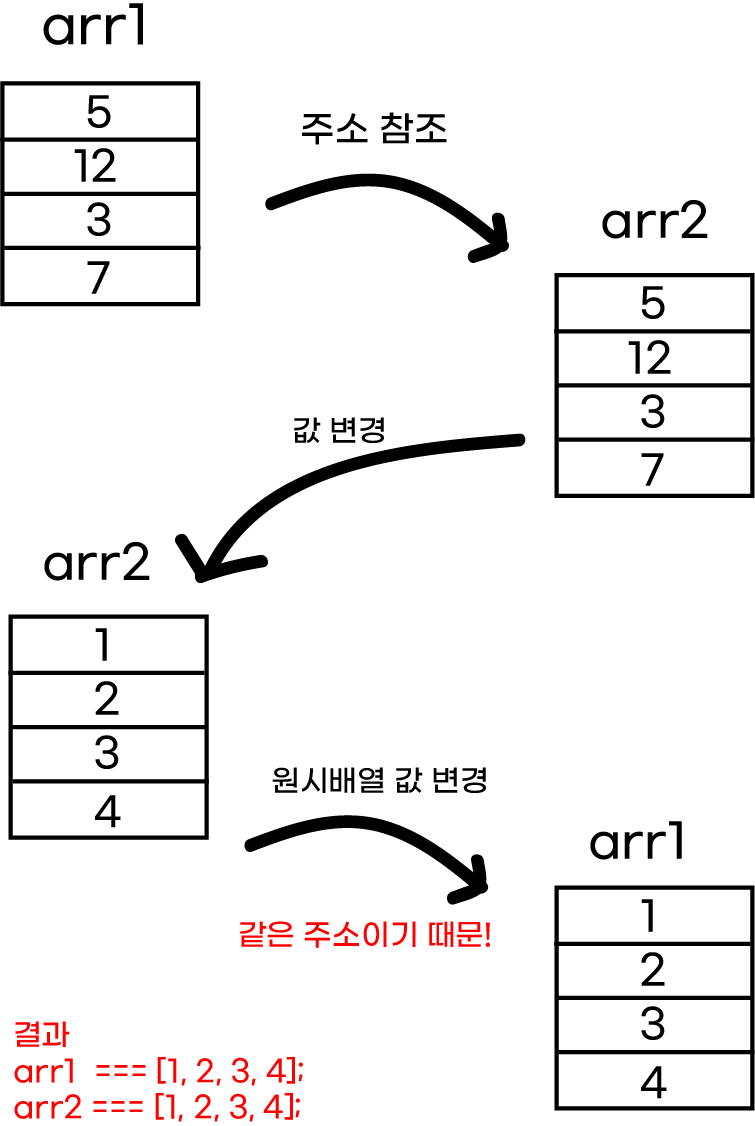 arr1
5
12
3
7
주소 참조
arr2
5
12
3
7
값 변경
arr2
1
2
3
4
원시배열 값 변경
같은 주소이기 때문!
arr1
1
2
3
4
결과
arr1 === [1, 2, 3, 4];
arr2 === [1, 2, 3, 4];